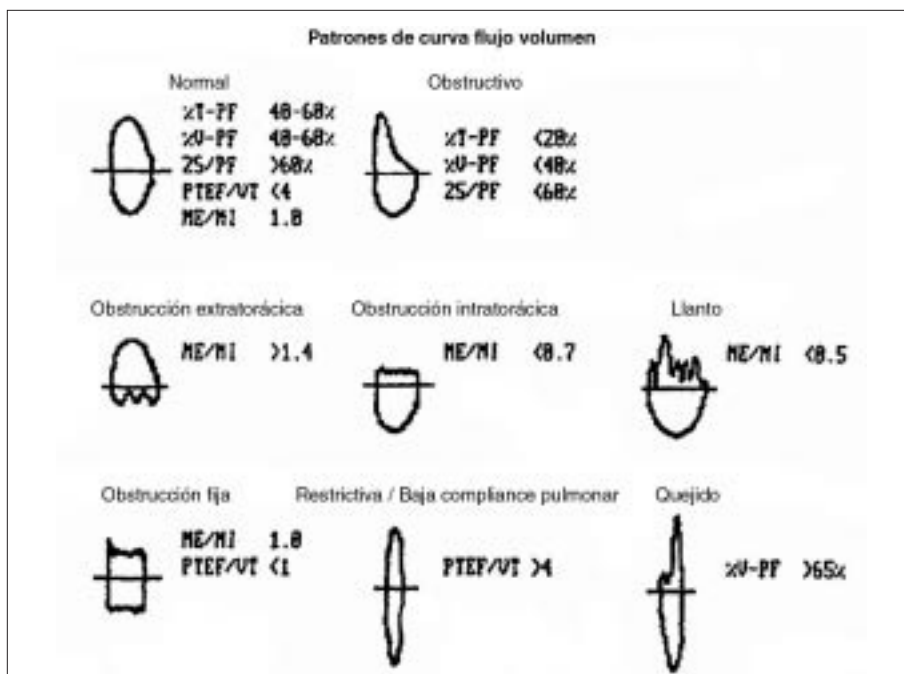 Patrones de curva flujo volumen
Normal
%T-PF 40-60%
%V-PF 40-60%
25/PF >60%
PTEF/VT <4
ME/MI 1.0
Obstructivo
%T-PF <20%
%V-PF <40%
25/PF <60%
Obstrucción extratorácica
ME/MI >1.4
Obstrucción intratorácica
ME/MI <0.7
Llanto
ME/MI <0.5
Obstrucción fija
ME/MI 1.0
PTEF/VT <1
Restrictiva / Baja compliance pulmonar
PTEF/VT >4
Quejido
%V-PF >65%